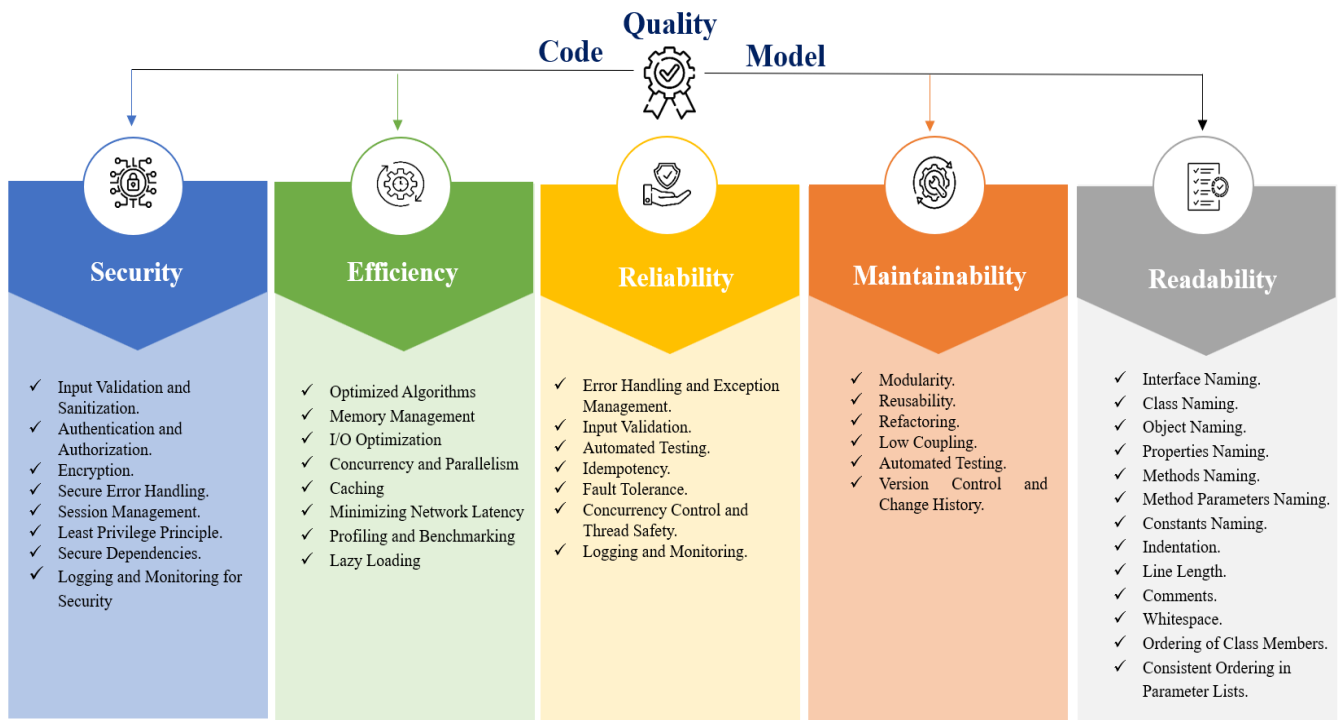 Quality
Code
Model
Security
Input Validation and
Sanitization.
Authentication and
Authorization.
Encryption.
Secure Error Handling.
Session Management.
Least Privilege Principle.
Secure Dependencies.
Logging and Monitoring for
Security
Efficiency
Optimized Algorithms
Memory Management
I/O Optimization
Concurrency and Parallelism
Caching
Minimizing Network Latency
Profiling and Benchmarking
Lazy Loading
Reliability
Error Handling and Exception
Management.
Input Validation.
Automated Testing.
Idempotency.
Fault Tolerance.
Concurrency Control and
Thread Safety.
Logging and Monitoring.
Maintainability
Modularity.
Reusability.
Refactoring.
Low Coupling.
Automated Testing.
Version Control and
Change History.
Readability
Interface Naming.
Class Naming.
Object Naming.
Properties Naming.
Methods Naming.
Method Parameters Naming.
Constants Naming.
Indentation.
Line Length.
Comments.
Whitespace.
Ordering of Class Members.
Consistent Ordering in
Parameter Lists.